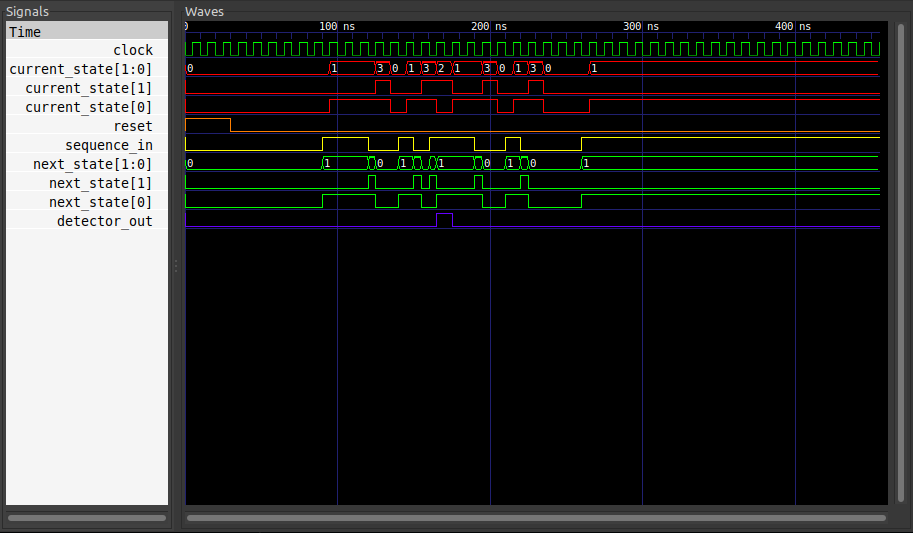 Signals
Waves
Time
0 100 ns 200 ns 300 ns 400 ns
clock
current_state[1:0]
0 1 3 0 1 3 2 1 3 0 1 3 0 1
current_state[1]
current_state[0]
reset
sequence_in
next_state[1:0]
0 1 0 1 1 0 1 0 1
next_state[1]
next_state[0]
detector_out